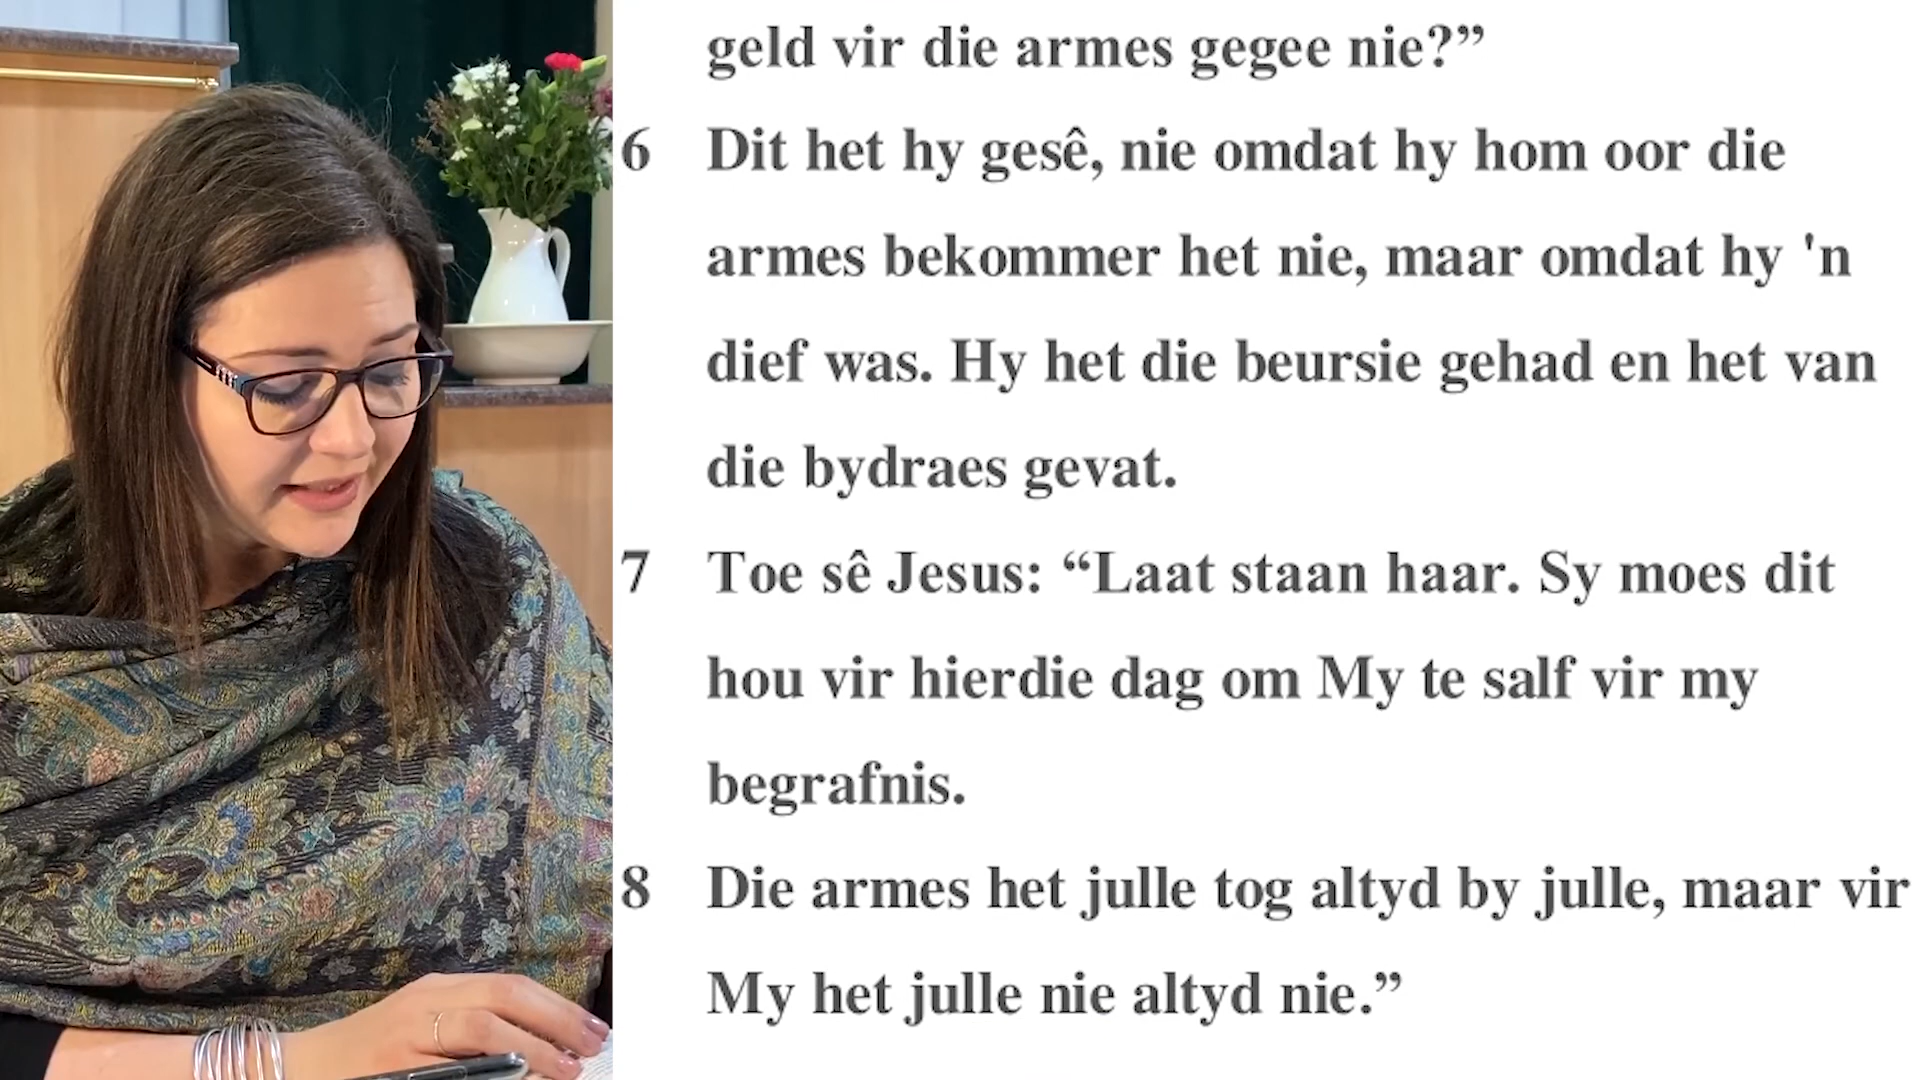 geld vir die armes gegee nie?”
6 Dit het hy gesê, nie omdat hy hom oor die
armes bekommer het nie, maar omdat hy 'n
dief was. Hy het die beursie gehad en het van
die bydraes gevat.
7 Toe sê Jesus: “Laat staan haar. Sy moes dit
hou vir hierdie dag om My te salf vir my
begrafnis.
8 Die armes het julle tog altyd by julle, maar vir
My het julle nie altyd nie.”